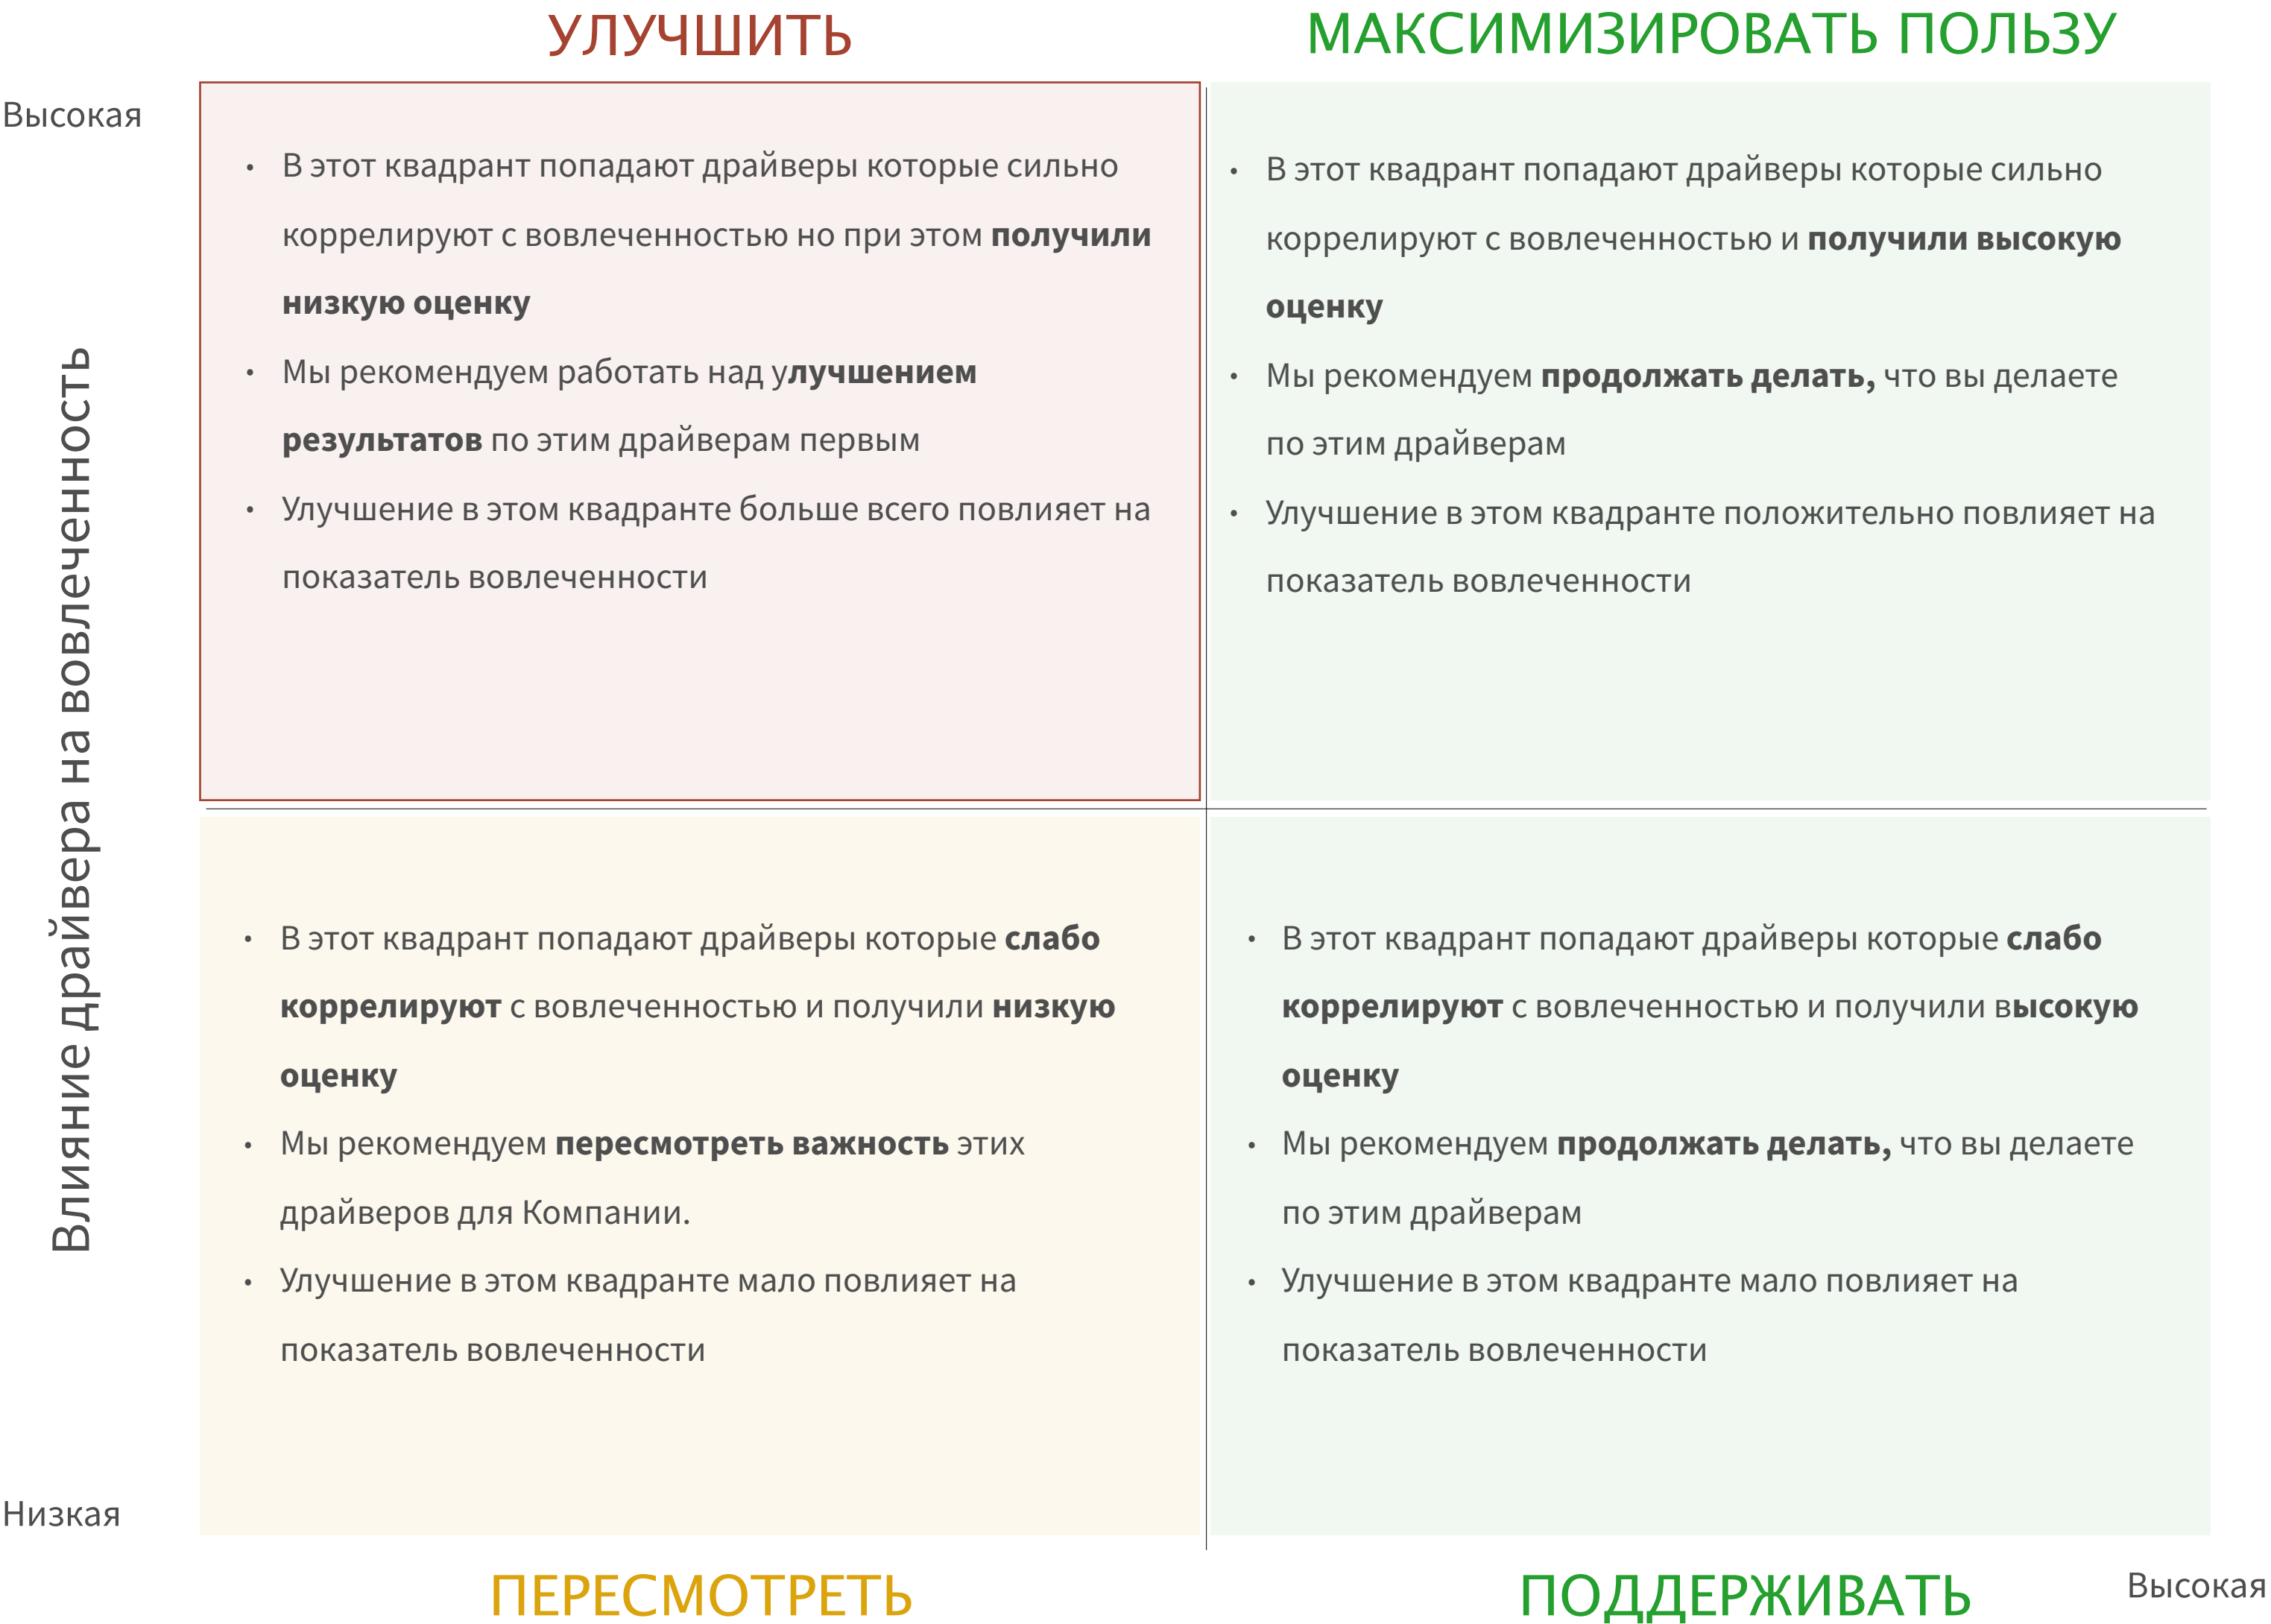 УЛУЧШИТЬ
МАКСИМИЗИРОВАТЬ ПОЛЬЗУ
Высокая
Влияние драйвера на вовлеченность
• В этот квадрант попадают драйверы которые сильно
коррелируют с вовлеченностью но при этом получили
низкую оценку
• Мы рекомендуем работать над улучшением
результатов по этим драйверам первым
• Улучшение в этом квадранте больше всего повлияет на
показатель вовлеченности
• В этот квадрант попадают драйверы которые сильно
коррелируют с вовлеченностью и получили высокую
оценку
• Мы рекомендуем продолжать делать, что вы делаете
по этим драйверам
• Улучшение в этом квадранте положительно повлияет на
показатель вовлеченности
• В этот квадрант попадают драйверы которые слабо
коррелируют с вовлеченностью и получили низкую
оценку
• Мы рекомендуем пересмотреть важность этих
драйверов для Компании.
• Улучшение в этом квадранте мало повлияет на
показатель вовлеченности
• В этот квадрант попадают драйверы которые слабо
коррелируют с вовлеченностью и получили высокую
оценку
• Мы рекомендуем продолжать делать, что вы делаете
по этим драйверам
• Улучшение в этом квадранте мало повлияет на
показатель вовлеченности
Низкая
ПЕРЕСМОТРЕТЬ
ПОДДЕРЖИВАТЬ
Высокая